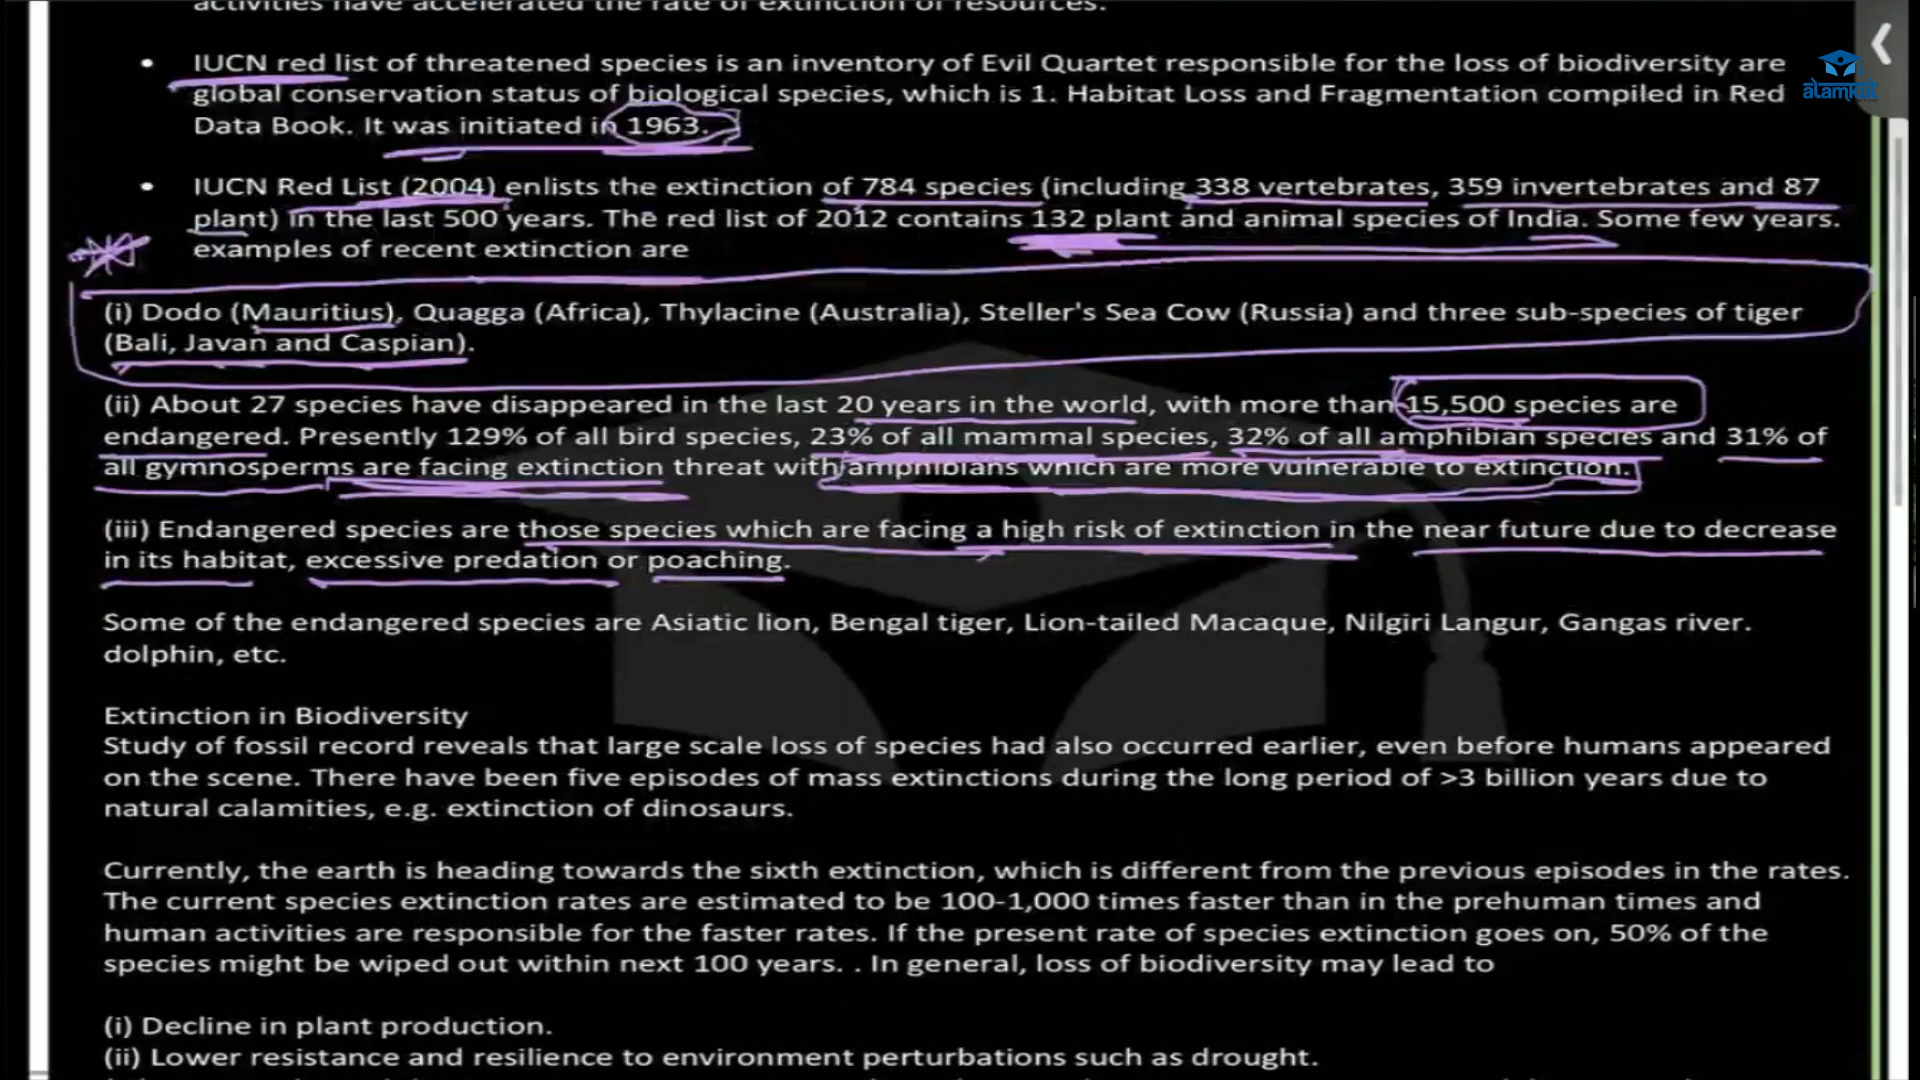 activities have accelerated the rate of extinction of resources.
• IUCN red list of threatened species is an inventory of Evil Quartet responsible for the loss of biodiversity are
global conservation status of biological species, which is 1. Habitat Loss and Fragmentation compiled in Red
Data Book. It was initiated in 1963.
• IUCN Red List (2004) enlists the extinction of 784 species (including 338 vertebrates, 359 invertebrates and 87
plant) in the last 500 years. The red list of 2012 contains 132 plant and animal species of India. Some few years.
examples of recent extinction are
(i) Dodo (Mauritius), Quagga (Africa), Thylacine (Australia), Steller's Sea Cow (Russia) and three sub-species of tiger
(Bali, Javan and Caspian).
(ii) About 27 species have disappeared in the last 20 years in the world, with more than 15,500 species are
endangered. Presently 129% of all bird species, 23% of all mammal species, 32% of all amphibian species and 31% of
all gymnosperms are facing extinction threat with amphibians which are more vulnerable to extinction.
(iii) Endangered species are those species which are facing a high risk of extinction in the near future due to decrease
in its habitat, excessive predation or poaching.
Some of the endangered species are Asiatic lion, Bengal tiger, Lion-tailed Macaque, Nilgiri Langur, Gangas river.
dolphin, etc.
Extinction in Biodiversity
Study of fossil record reveals that large scale loss of species had also occurred earlier, even before humans appeared
on the scene. There have been five episodes of mass extinctions during the long period of >3 billion years due to
natural calamities, e.g. extinction of dinosaurs.
Currently, the earth is heading towards the sixth extinction, which is different from the previous episodes in the rates.
The current species extinction rates are estimated to be 100-1,000 times faster than in the prehuman times and
human activities are responsible for the faster rates. If the present rate of species extinction goes on, 50% of the
species might be wiped out within next 100 years. . In general, loss of biodiversity may lead to
(i) Decline in plant production.
(ii) Lower resistance and resilience to environment perturbations such as drought.